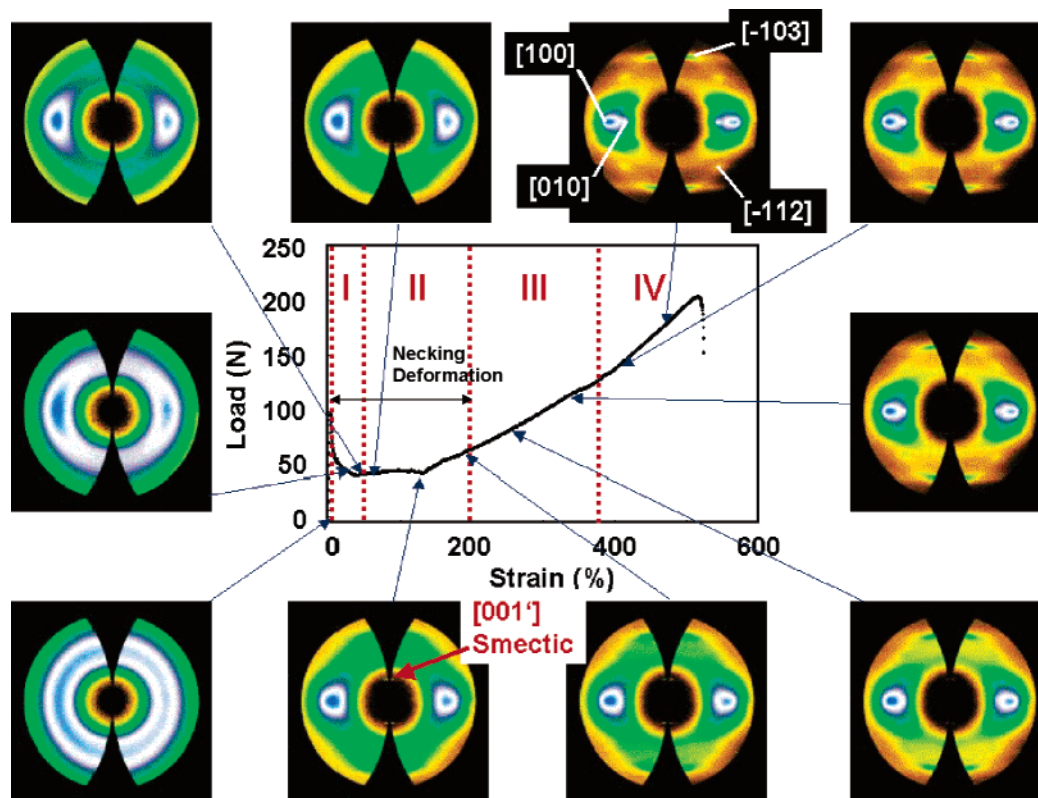 [-103]
[100]
[010]
[-112]
250
200
150
100
50
0
Load (N)
I
II
III
IV
Necking
Deformation
0
200
400
600
Strain (%)
[001‘]
Smectic